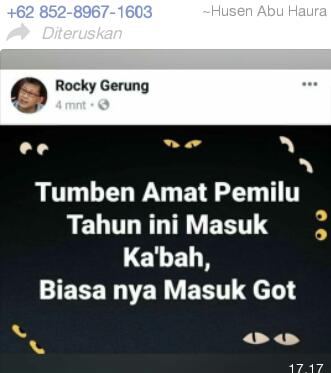 +62 852-8967-1603 ~Husen Abu Haura
Diteruskan
Rocky Gerung
4 mnt •
Tumben Amat Pemilu
Tahun ini Masuk
Ka'bah,
Biasa nya Masuk Got
17.17